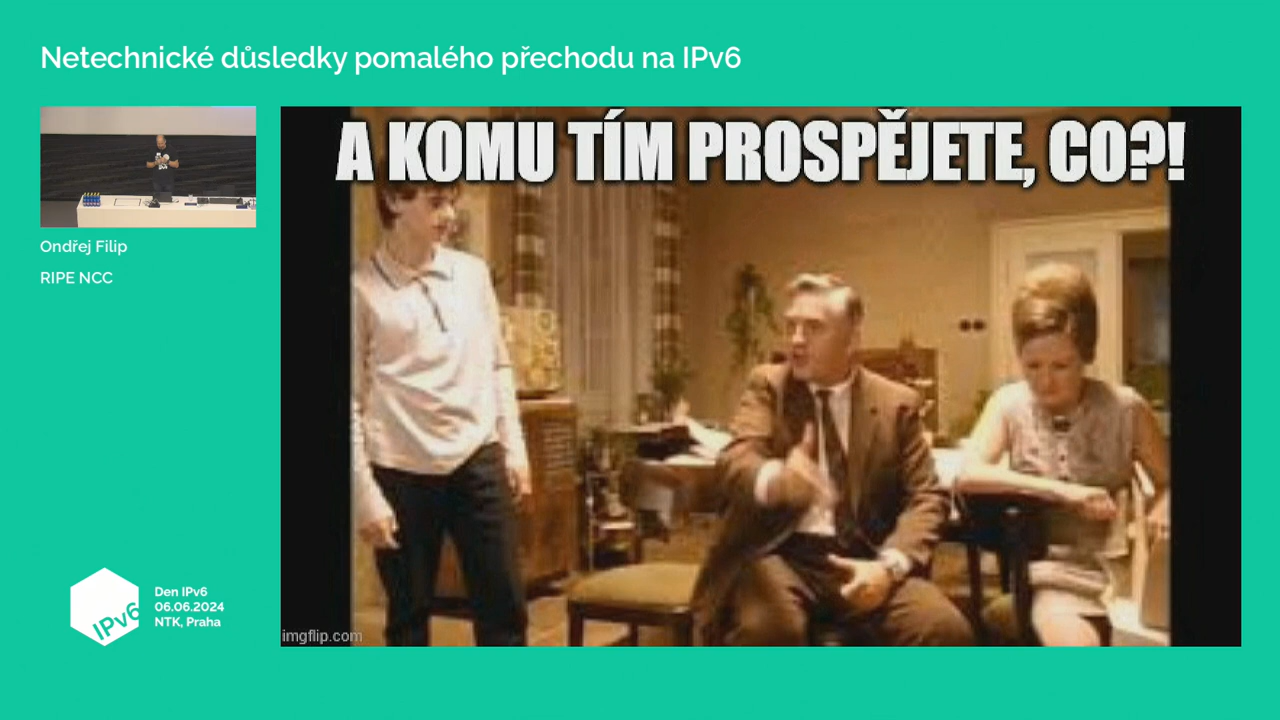 Netechnické důsledky pomalého přechodu na IPv6
A KOMU TÍM PROSPĚJETE, CO?!
Ondřej Filip
RIPE NCC
IPv6
Den IPv6
06.06.2024
NTK, Praha
imgflip.com